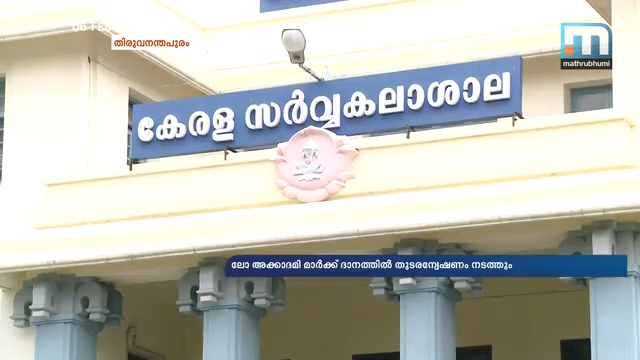 തിരുവനന്തപുരം
mathrubhumi
കേരള സർവ്വകലാശാല
ലോ അക്കാദമി മാർക്ക് ദാനത്തിൽ തുടരന്വേഷണം നടത്തും